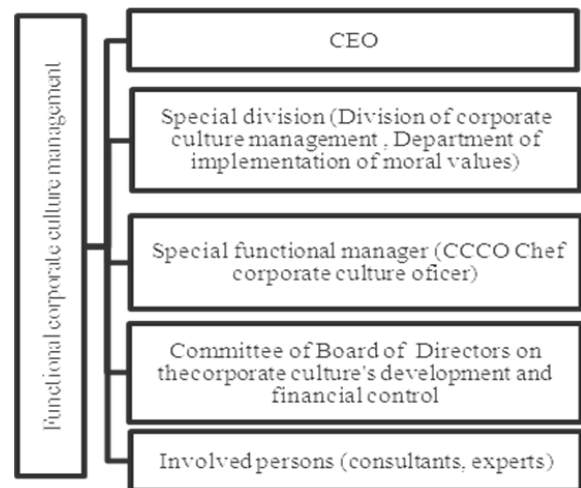 Functional corporate culture management
CEO
Special division (Division of corporate
culture management , Department of
implementation of moral values)
Special functional manager (CCCO Chef
corporate culture oficer)
Committee of Board of Directors on
thecorporate culture's development and
financial control
Involved persons (consultants, experts)